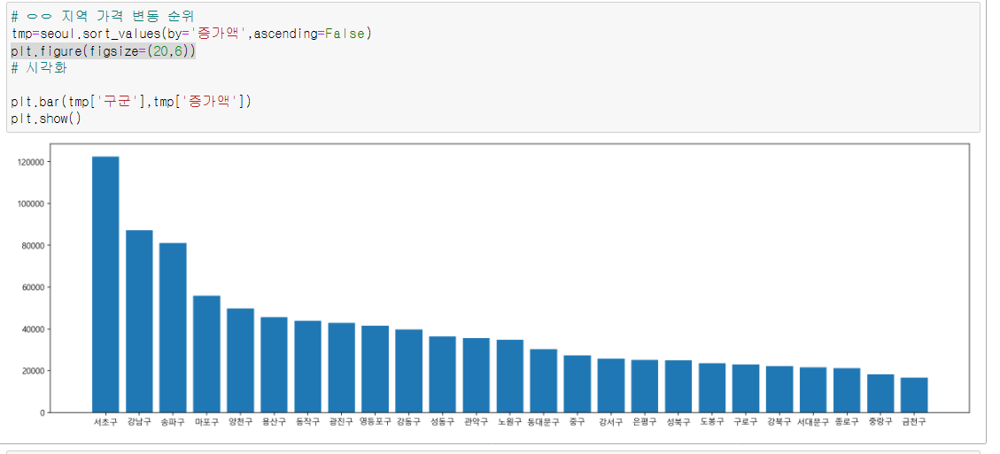 # ㅇㅇ 지역 가격 변동 순위
tmp=seoul.sort_values(by='증가액',ascending=False)
plt.figure(figsize=(20,6))
# 시각화
plt.bar(tmp['구군'],tmp['증가액'])
plt.show()
120000
100000
80000
60000
40000
20000
0
서초구 강남구 송파구 마포구 양천구 용산구 동작구 광진구 영등포구 강동구 성동구 관악구 노원구 동대문구 중구 강서구 은평구 성북구 도봉구 구로구 강북구 서대문구 종로구 중랑구 금천구